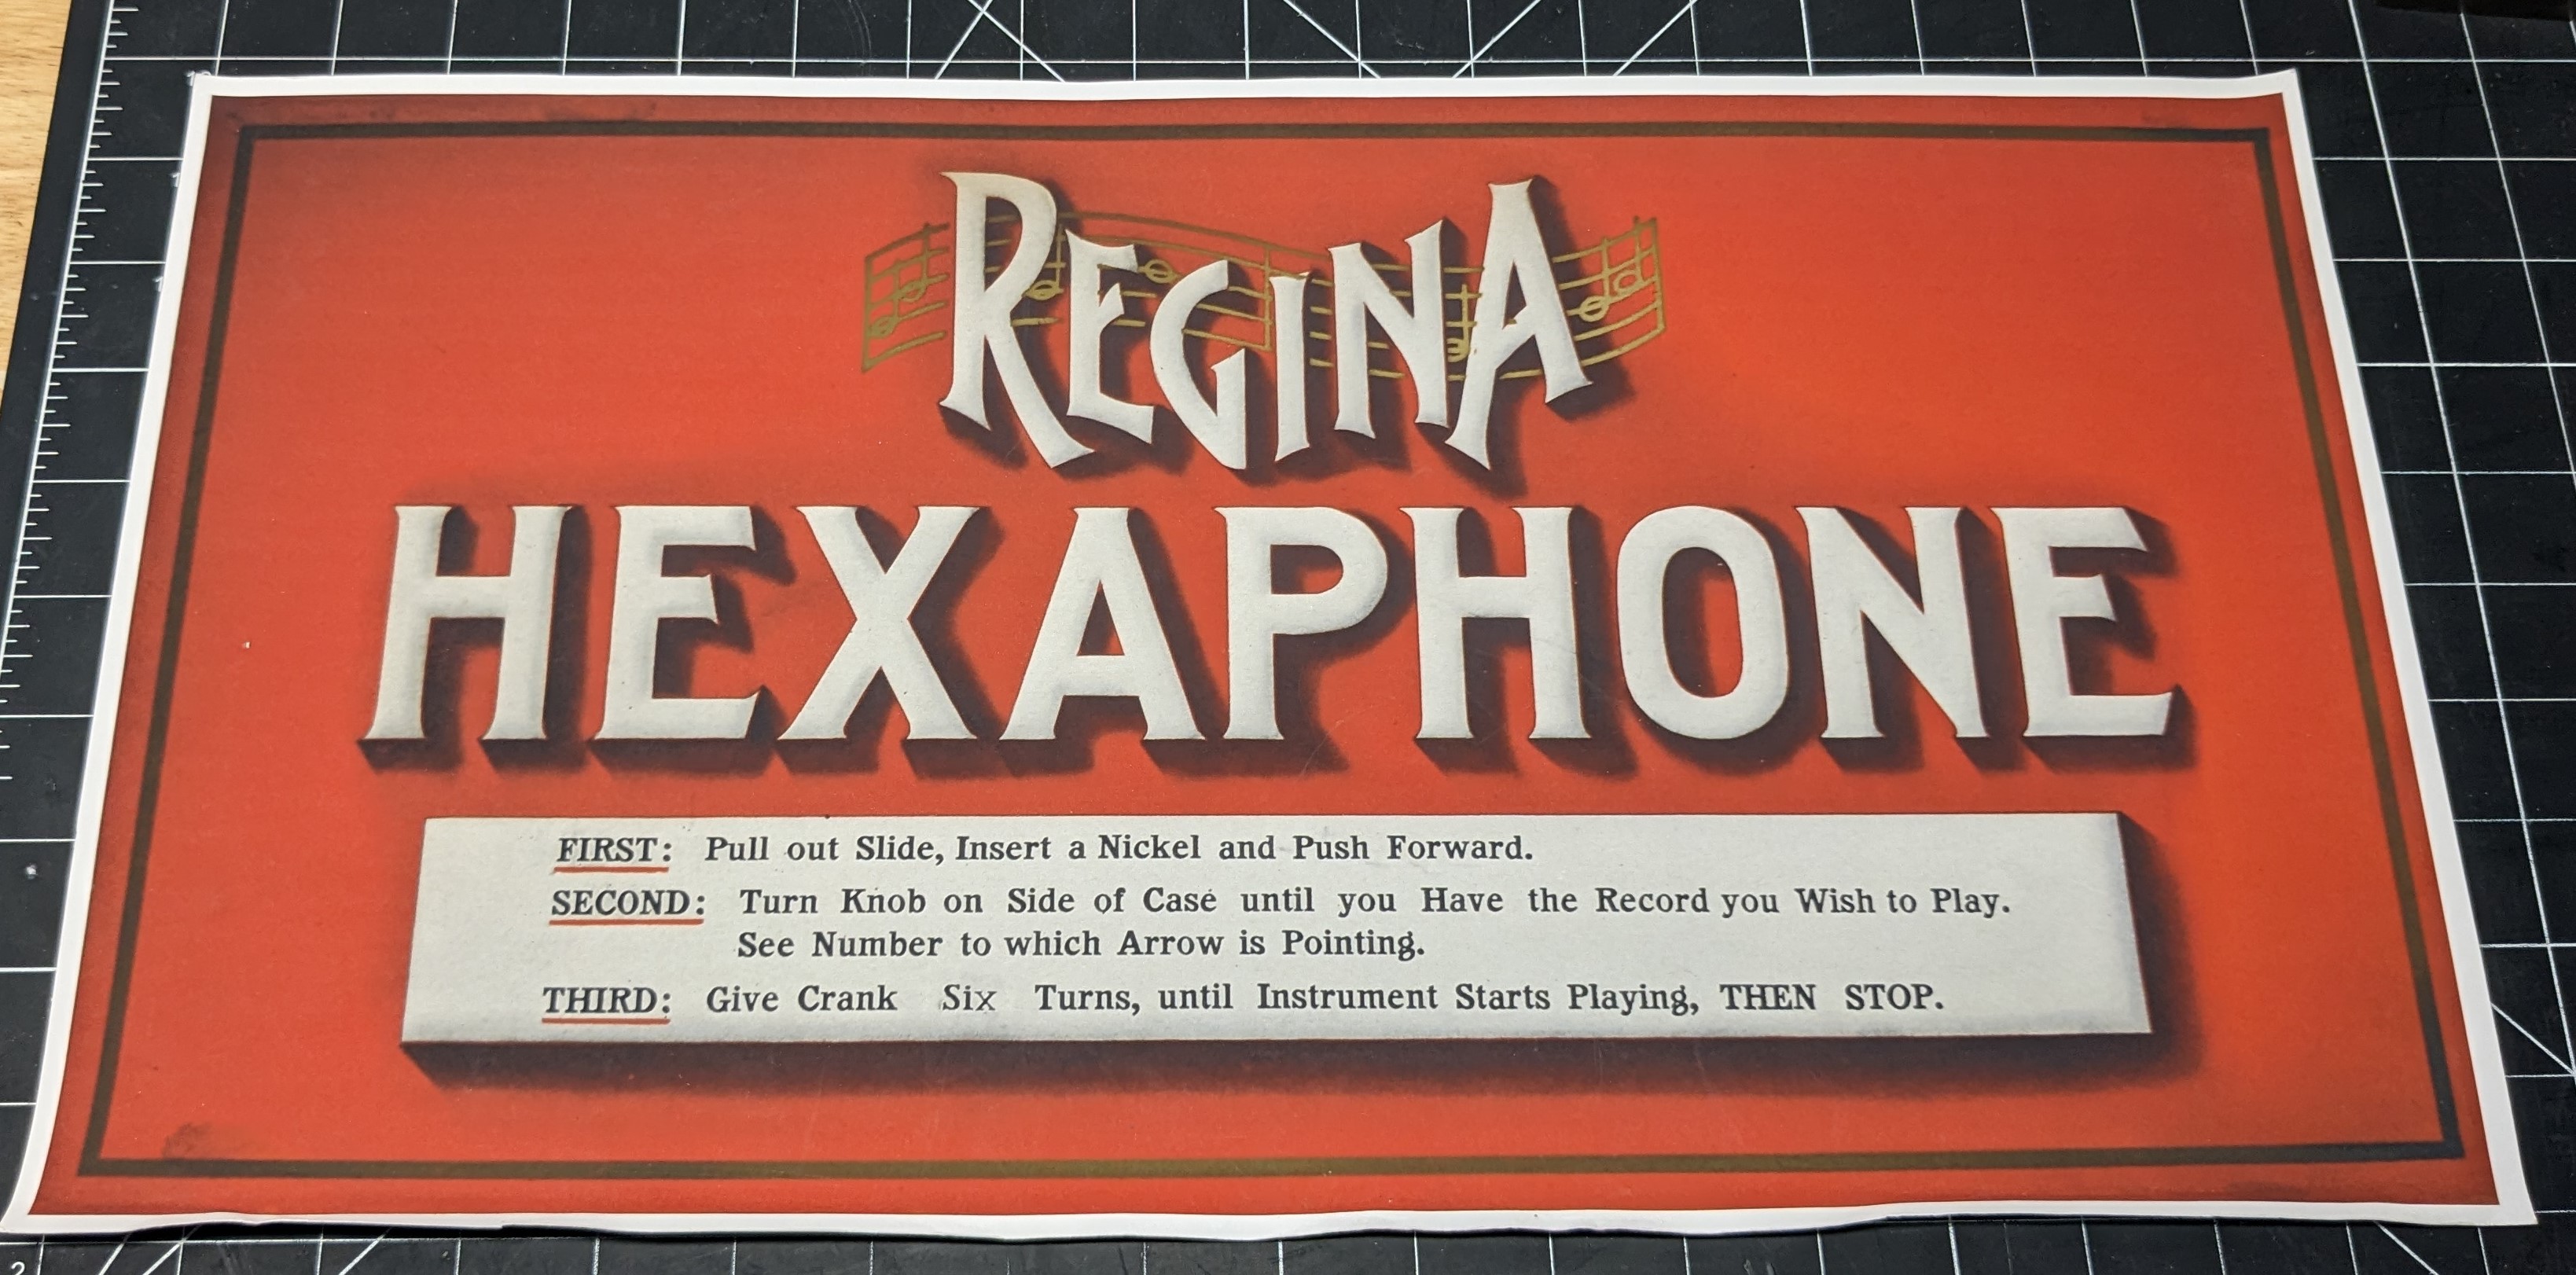 REGINA
HEXAPHONE
FIRST: Pull out Slide, Insert a Nickel and Push Forward.
SECOND: Turn Knob on Side of Case until you Have the Record you Wish to Play.
See Number to which Arrow is Pointing.
THIRD: Give Crank Six Turns, until Instrument Starts Playing, THEN STOP.
2